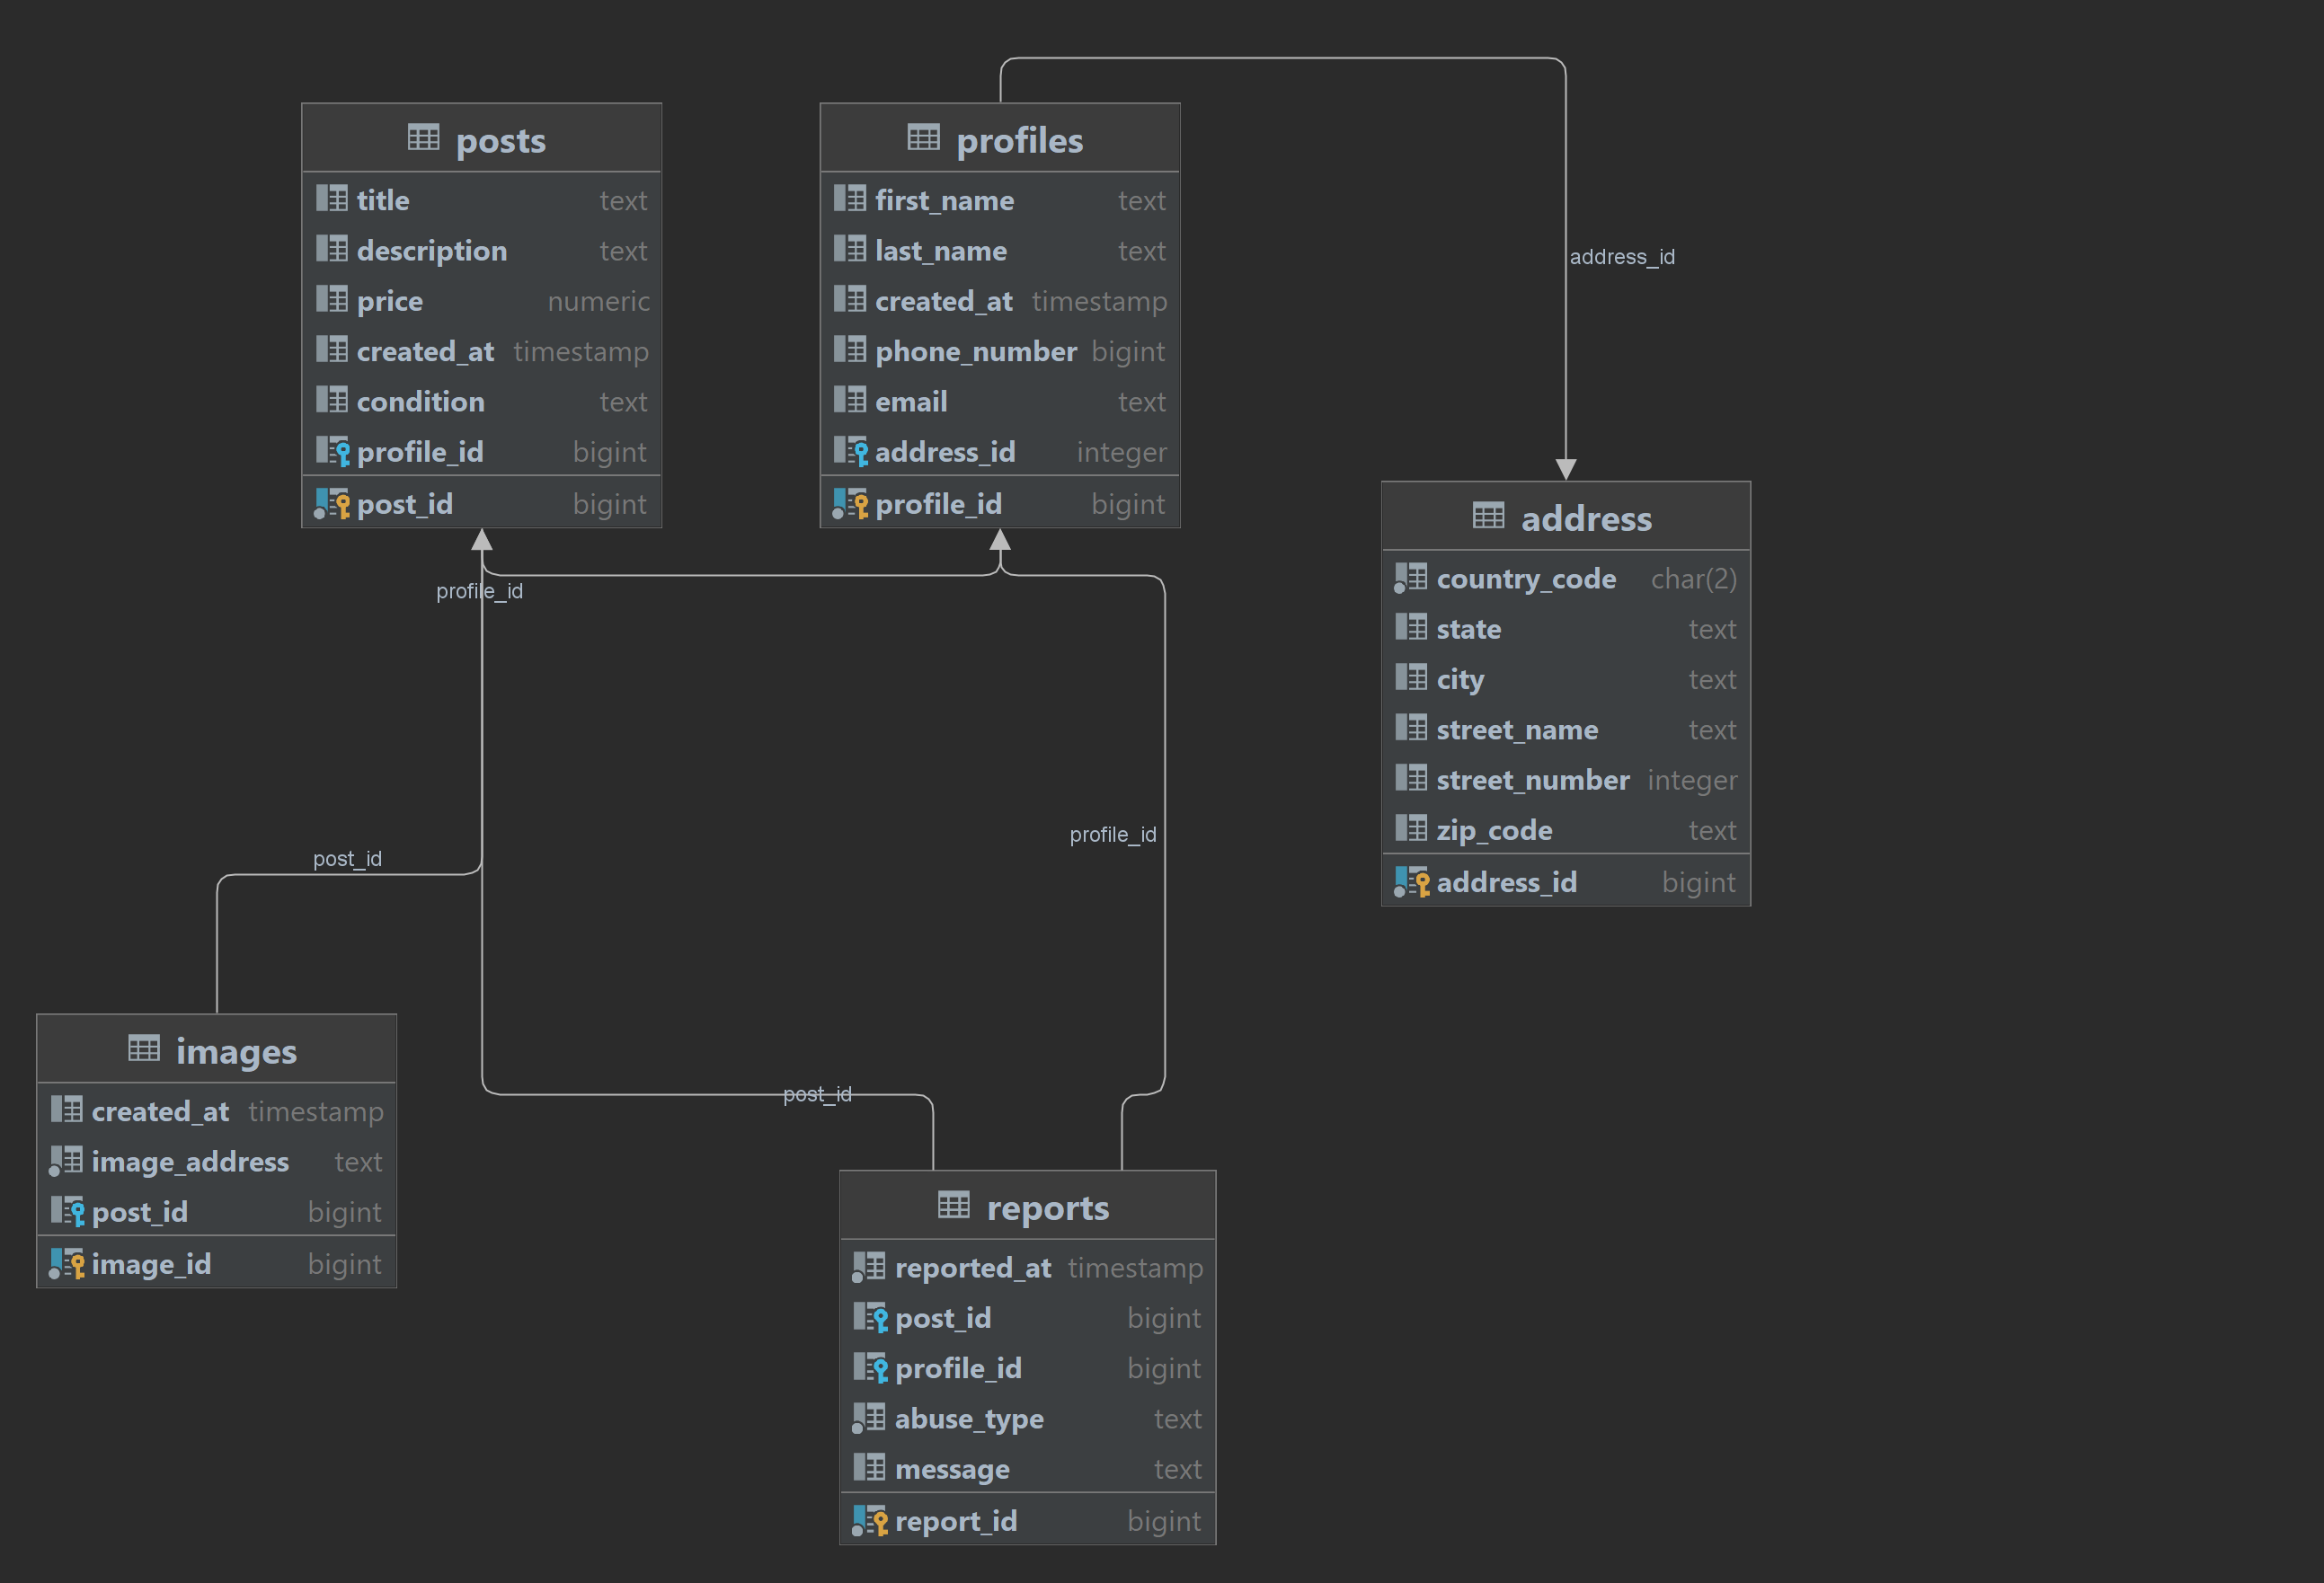 posts
title text
description text
price numeric
created_at timestamp
condition text
profile_id bigint
post_id bigint
profiles
first_name text
last_name text
created_at timestamp
phone_number bigint
email text
address_id integer
profile_id bigint
address_id
address
country_code char(2)
state text
city text
street_name text
street_number integer
zip_code text
address_id bigint
profile_id
profile_id
post_id
post_id
images
created_at timestamp
image_address text
post_id bigint
image_id bigint
reports
reported_at timestamp
post_id bigint
profile_id bigint
abuse_type text
message text
report_id bigint